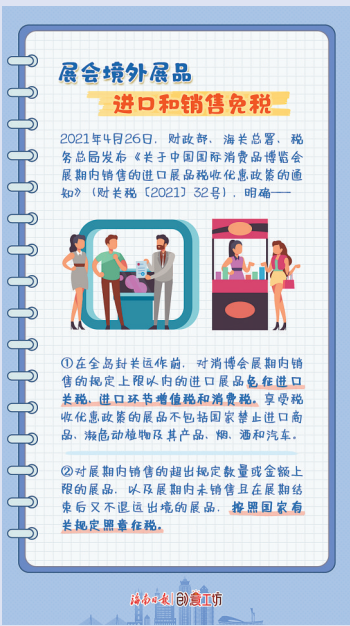 展会境外展品
进口和销售免税
2021年4月26日，财政部、海关总署、税
务总局发布《关于中国国际消费品博览会
展期内销售的进口展品税收优惠政策的通
知》（财关税〔2021〕32号），明确——
①在全岛封关运作前，对消博会展期内销
售的规定上限以内的进口展品免征进口
关税、进口环节增值税和消费税。享受税
收优惠政策的展品不包括国家禁止进口商
品、濒危动植物及其产品、烟、酒和汽车。
②对展期内销售的超出规定数量或金额上
限的展品，以及展期内未销售且在展期结
束后又不退运出境的展品，按照国家有
关规定照章征税。
海南日报|创意工坊